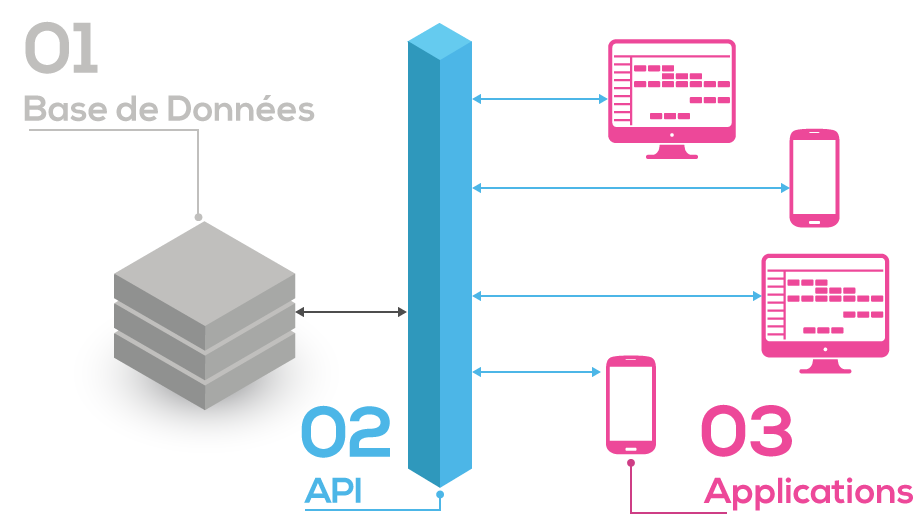 01
Base de Données
02
API
03
Applications